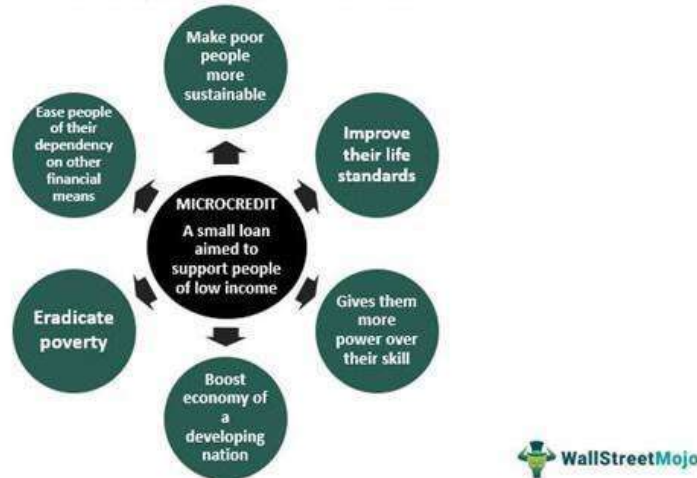 Make poor
people
more
sustainable
Improve
their life
standards
Gives them
more
power over
their skill
Boost
economy of
a
developing
nation
Eradicate
poverty
Ease people
of their
dependency
on other
financial
means
MICROCREDIT
A small loan
aimed to
support people
of low income
WallStreetMojo